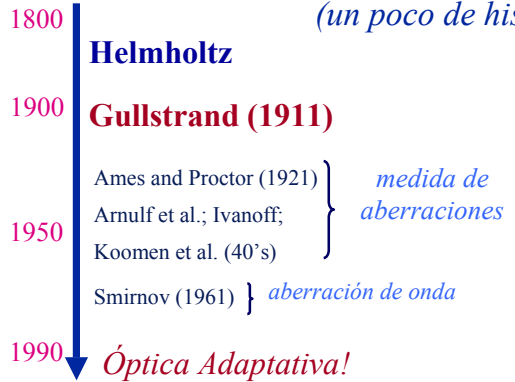 (un poco de his
1800
Helmholtz
1900
Gullstrand (1911)
Ames and Proctor (1921)
Arnulf et al.; Ivanoff;
Koomen et al. (40's)
medida de
aberraciones
1950
Smirnov (1961)
aberración de onda
1990
Óptica Adaptativa!